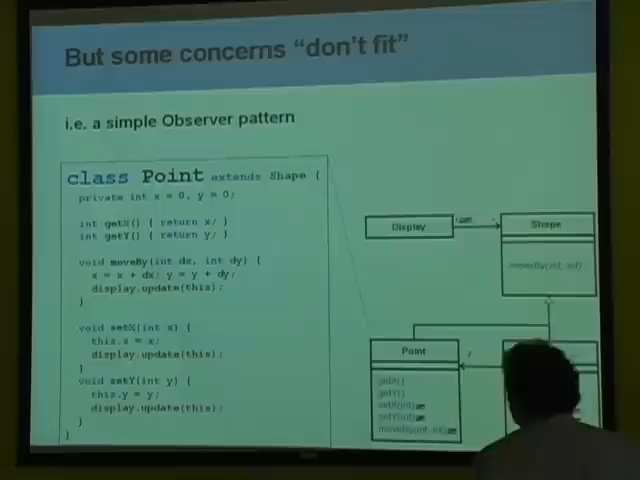 But some concerns “don’t fit”
i.e. a simple Observer pattern
class Point extends Shape {
private int x = 0, y = 0;
int getX() { return x; }
int getY() { return y; }
void moveBy(int dx, int dy) {
x = x + dx; y = y + dy;
display.update(this);
}
void setX(int x) {
this.x = x;
display.update(this);
}
void setY(int y) {
this.y = y;
display.update(this);
}
}
Display
Shape
moveBy(int, int)
Point
getX()
getY()
setX(int)
setY(int)
moveBy(int, int)